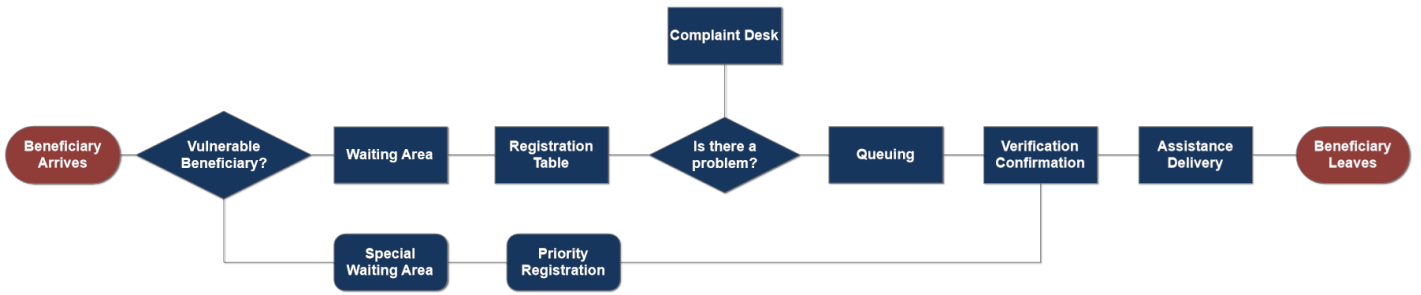 Complaint Desk
Beneficiary
Arrives
Vulnerable
Beneficiary?
Waiting Area
Registration
Table
Is there a
problem?
Queuing
Verification
Confirmation
Assistance
Delivery
Beneficiary
Leaves
Special
Waiting Area
Priority
Registration